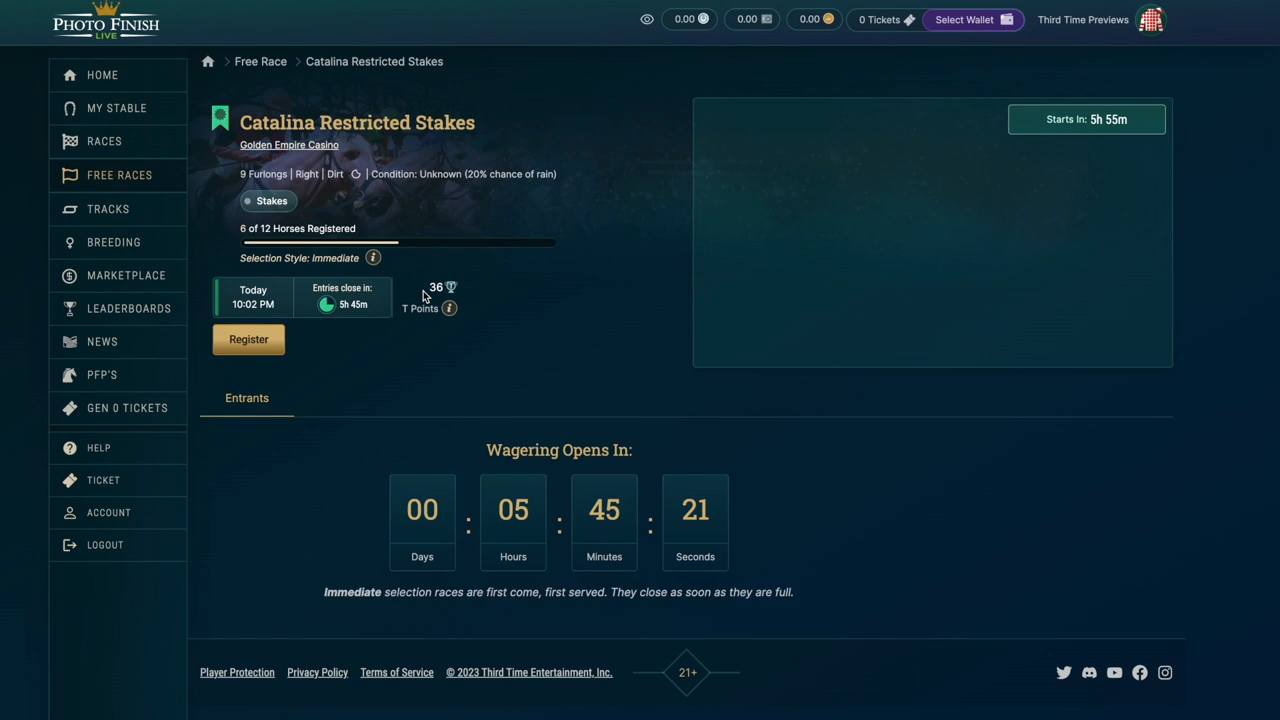 PHOTO FINISH
LIVE
0.00
0.00
0.00
0 Tickets
Select Wallet
Third Time Previews
HOME
MY STABLE
RACES
FREE RACES
TRACKS
BREEDING
MARKETPLACE
LEADERBOARDS
NEWS
PFP'S
GEN 0 TICKETS
HELP
TICKET
ACCOUNT
LOGOUT
> Free Race > Catalina Restricted Stakes
Catalina Restricted Stakes
Golden Empire Casino
9 Furlongs | Right | Dirt | Condition: Unknown (20% chance of rain)
Stakes
6 of 12 Horses Registered
Selection Style: Immediate i
Today
10:02 PM
Entries close in:
5h 45m
36
T Points i
Register
Starts In: 5h 55m
Entrants
Wagering Opens In:
00 : 05 : 45 : 21
Days Hours Minutes Seconds
Immediate selection races are first come, first served. They close as soon as they are full.
Player Protection Privacy Policy Terms of Service © 2023 Third Time Entertainment, Inc.
21+